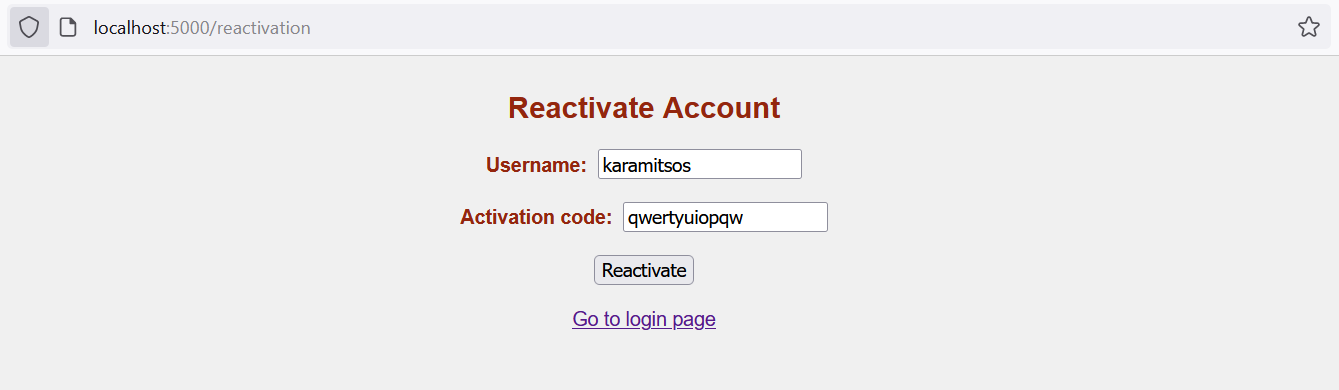 localhost:5000/reactivation
Reactivate Account
Username: karamitsos
Activation code: qwertyuiopqw
Reactivate
Go to login page